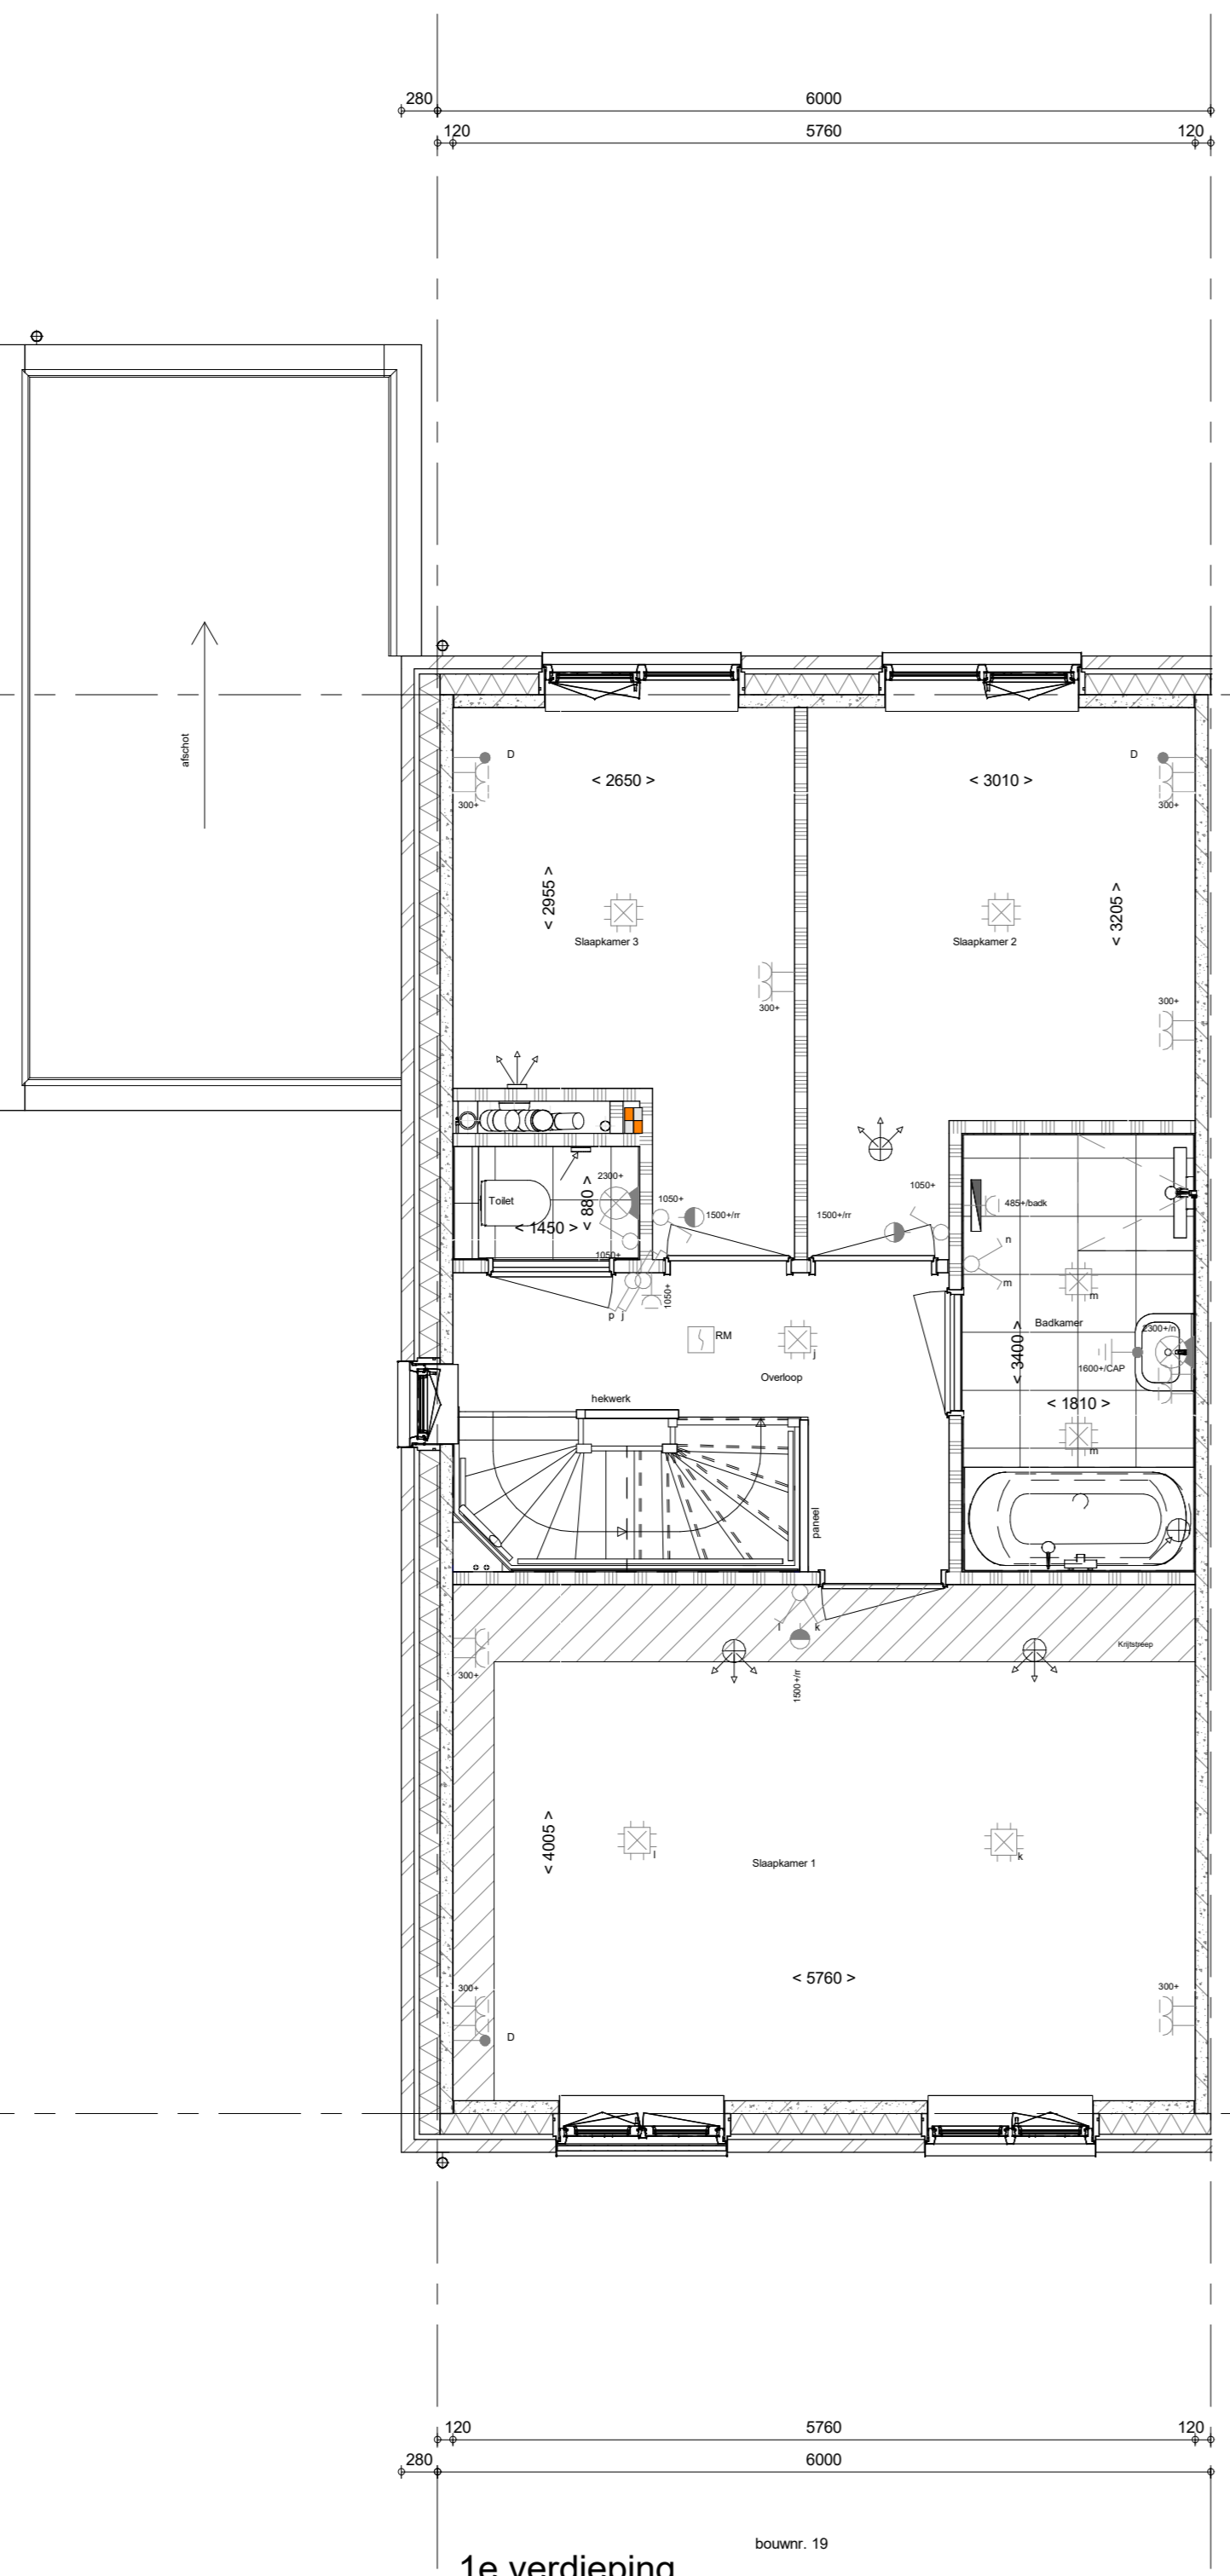 280 6000
120 5760 120
afschot
D D
< 2650 > < 3010 >
300+ 300+
< 2955 > < 3205 >
Slaapkamer 3 Slaapkamer 2
300+ 300+
2300+
Toilet < 880 > 1050+ 1050+
< 1450 > 1500+/rr 1500+/rr 485+/badk
1050+ n
1050+ m
p j m
RM j Badkamer 2300+/n
< 3400 > 1600+/CAP
Overloop
hekwerk < 1810 >
m
paneel
l k
300+ 1500+/rr Krijtstreep
< 4005 >
l k
Slaapkamer 1
< 5760 >
300+ 300+
D
120 5760 120
280 6000
bouwnr. 19
1e verdieping